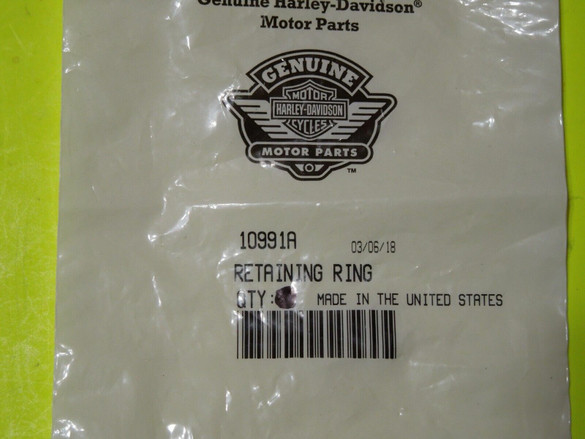 Genuine Harley-Davidson®
Motor Parts
GENUINE
MOTOR
HARLEY-DAVIDSON
CYCLES
MOTOR PARTS
TM
10991A 03/06/18
RETAINING RING
QTY: MADE IN THE UNITED STATES